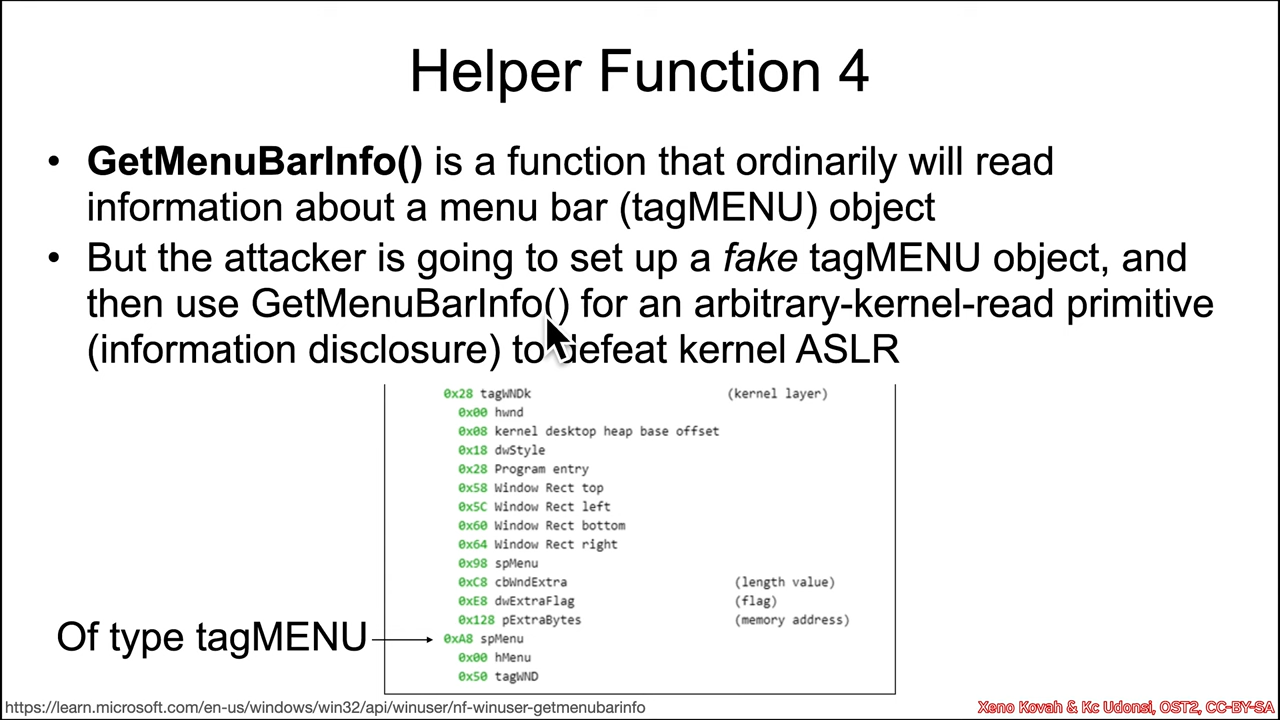 Helper Function 4
• GetMenuBarInfo() is a function that ordinarily will read
information about a menu bar (tagMENU) object
• But the attacker is going to set up a fake tagMENU object, and
then use GetMenuBarInfo() for an arbitrary-kernel-read primitive
(information disclosure) to defeat kernel ASLR
0x28 tagWNDk (kernel layer)
0x00 hwnd
0x08 kernel desktop heap base offset
0x18 dwStyle
0x28 Program entry
0x58 Window Rect top
0x5C Window Rect left
0x60 Window Rect bottom
0x64 Window Rect right
0x98 spMenu
0xC8 cbWndExtra (length value)
0xE8 dwExtraFlag (flag)
0x128 pExtraBytes (memory address)
Of type tagMENU
0xA8 spMenu
0x00 hMenu
0x50 tagWND
https://learn.microsoft.com/en-us/windows/win32/api/winuser/nf-winuser-getmenubarinfo
Xeno Kovah & Kc Udonsi, OST2, CC-BY-SA